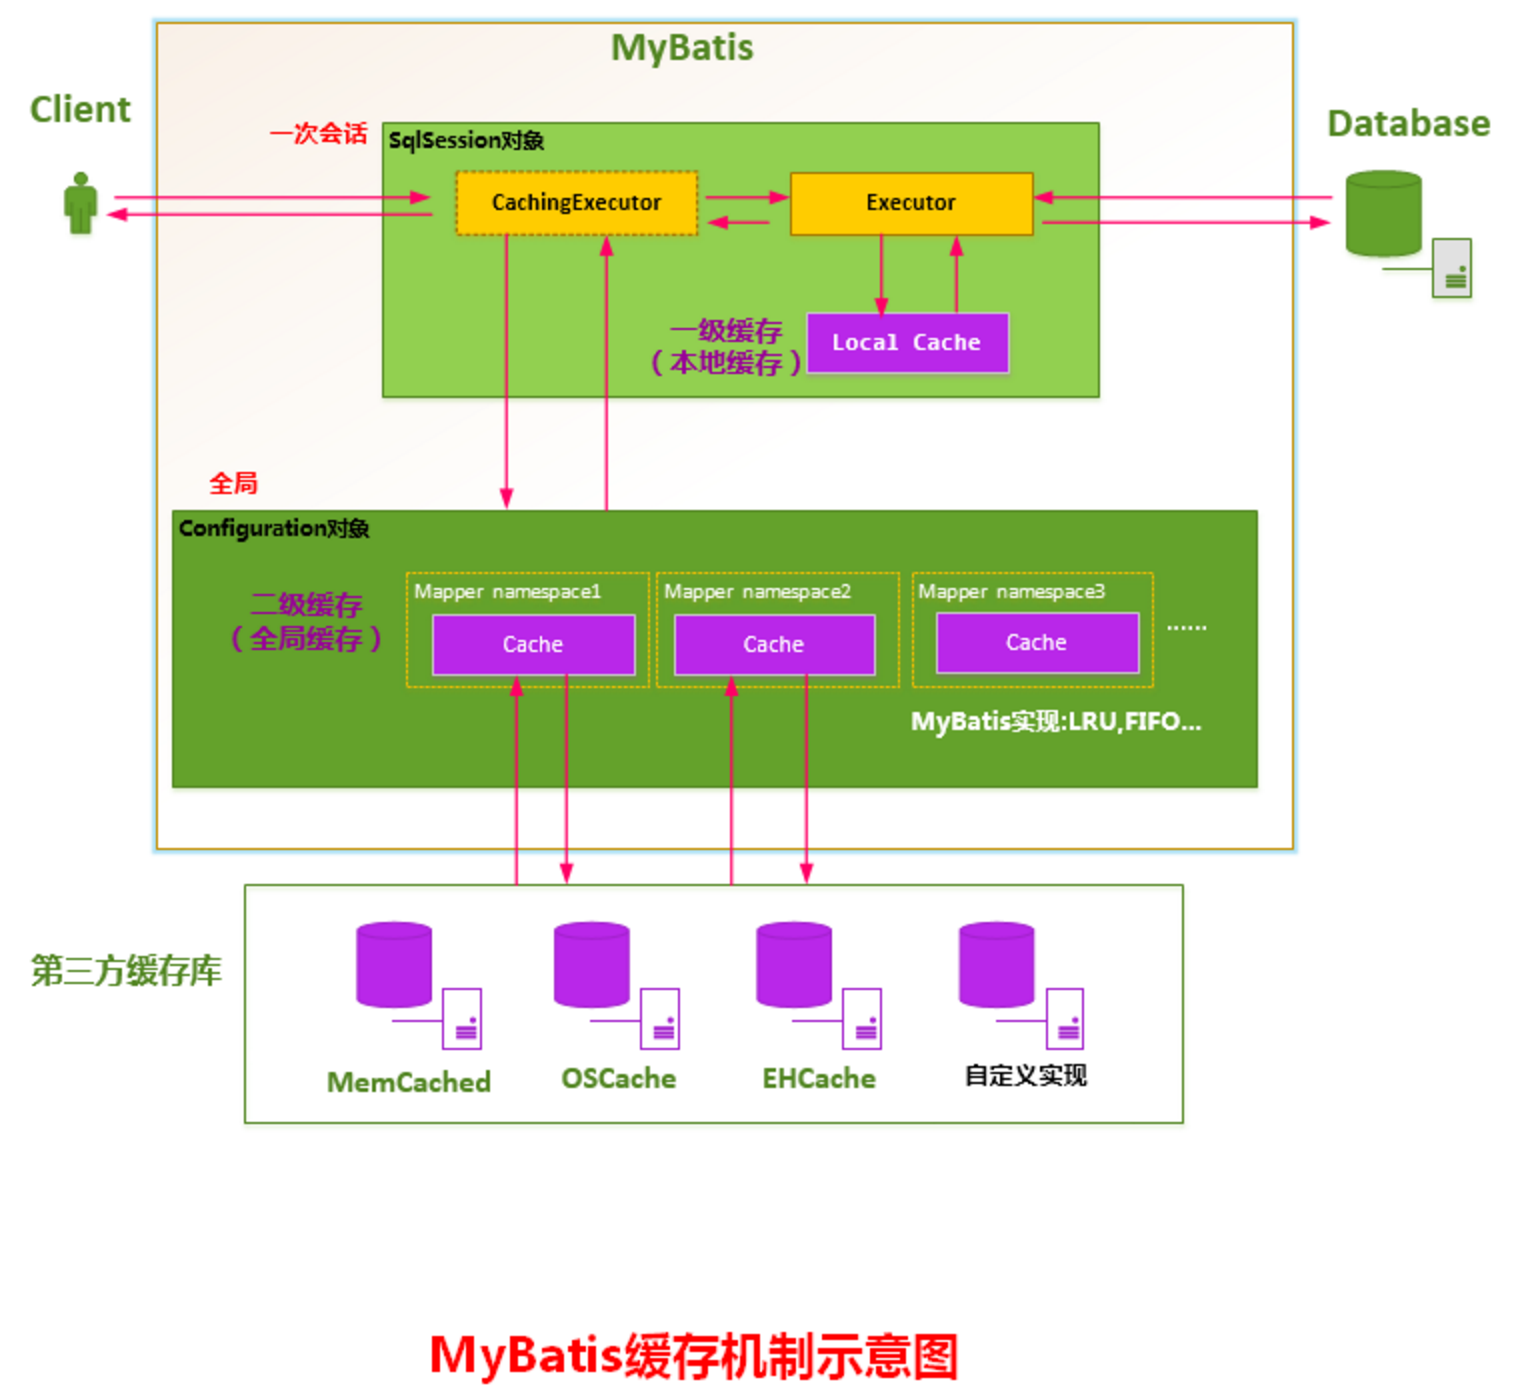 MyBatis
Client
一次会话
SqlSession对象
Database
CachingExecutor
Executor
一级缓存
（本地缓存）
Local Cache
全局
Configuration对象
二级缓存
（全局缓存）
Mapper namespace1
Cache
Mapper namespace2
Cache
Mapper namespace3
Cache
······
MyBatis实现:LRU,FIFO...
第三方缓存库
MemCached
OSCache
EHCache
自定义实现
MyBatis缓存机制示意图